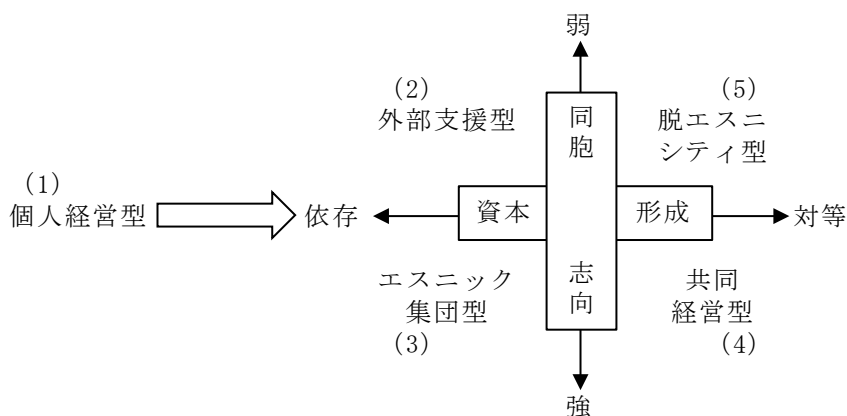 弱
(2)
外部支援型
(5)
脱エスニ
シティ型
同胞
(1)
個人経営型
依存
資本
形成
対等
志向
エスニック
集団型
(3)
共同
経営型
(4)
強